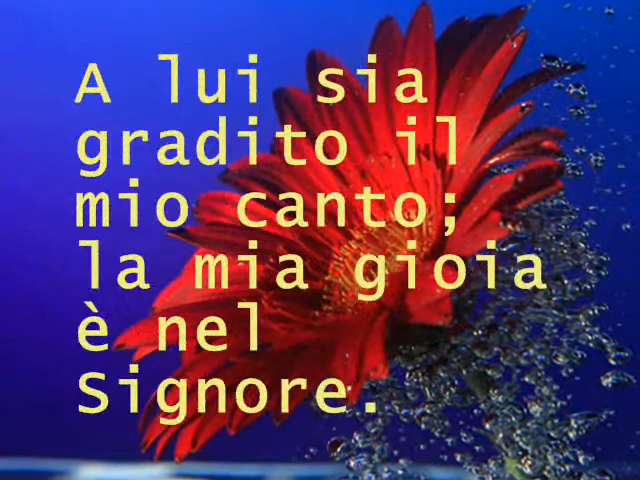 A lui sia
gradito il
mio canto;
la mia gioia
è nel
Signore.